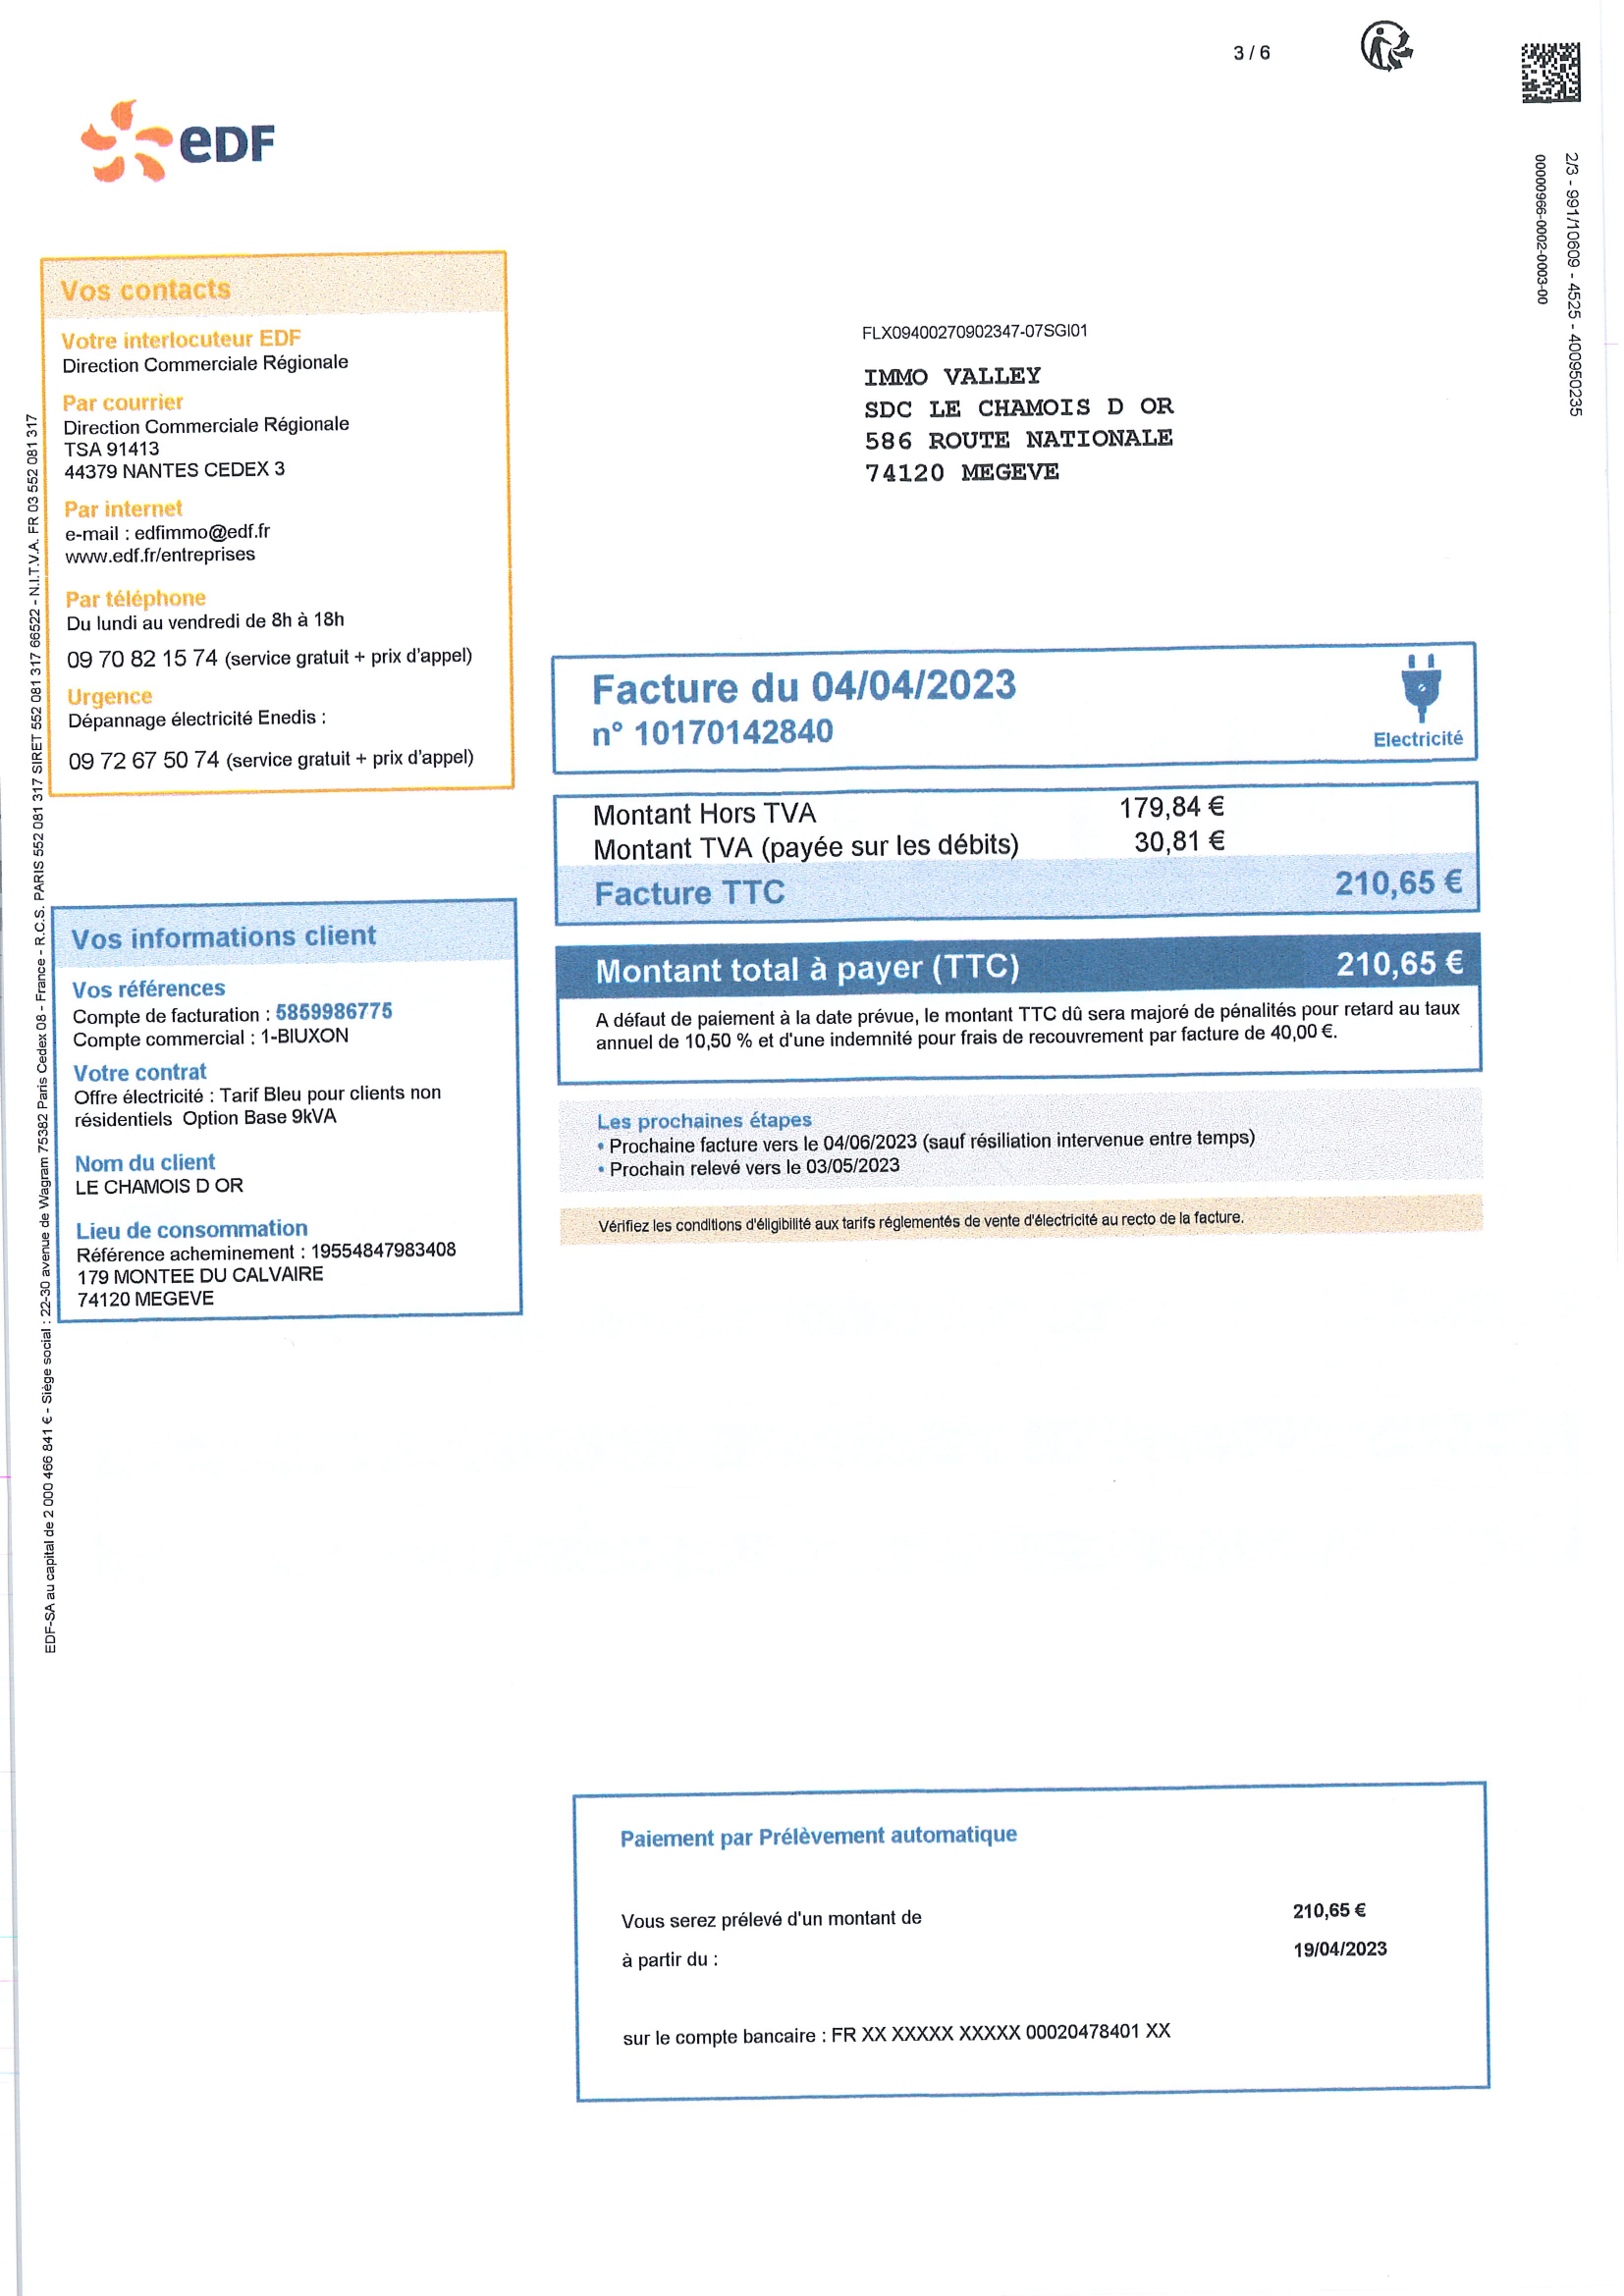 3 / 6
2/3 - 991/10609 - 4525 - 400950235
00000966-0002-0003-00
eDF
Vos contacts
Votre interlocuteur EDF
Direction Commerciale Régionale
Par courrier
Direction Commerciale Régionale
TSA 91413
44379 NANTES CEDEX 3
Par internet
e-mail : edfimmo@edf.fr
www.edf.fr/entreprises
Par téléphone
Du lundi au vendredi de 8h à 18h
09 70 82 15 74 (service gratuit + prix d'appel)
Urgence
Dépannage électricité Enedis :
09 72 67 50 74 (service gratuit + prix d'appel)
FLX09400270902347-07SGI01
IMMO VALLEY
SDC LE CHAMOIS D OR
586 ROUTE NATIONALE
74120 MEGEVE
Facture du 04/04/2023
n° 10170142840
Electricité
Montant Hors TVA 179,84 €
Montant TVA (payée sur les débits) 30,81 €
Facture TTC 210,65 €
Montant total à payer (TTC) 210,65 €
A défaut de paiement à la date prévue, le montant TTC dû sera majoré de pénalités pour retard au taux
annuel de 10,50 % et d'une indemnité pour frais de recouvrement par facture de 40,00 €.
Les prochaines étapes
• Prochaine facture vers le 04/06/2023 (sauf résiliation intervenue entre temps)
• Prochain relevé vers le 03/05/2023
Vérifiez les conditions d'éligibilité aux tarifs réglementés de vente d'électricité au recto de la facture.
Vos informations client
Vos références
Compte de facturation : 5859986775
Compte commercial : 1-BIUXON
Votre contrat
Offre électricité : Tarif Bleu pour clients non
résidentiels Option Base 9kVA
Nom du client
LE CHAMOIS D OR
Lieu de consommation
Référence acheminement : 19554847983408
179 MONTEE DU CALVAIRE
74120 MEGEVE
EDF-SA au capital de 2 000 466 841 € - Siège social : 22-30 avenue de Wagram 75382 Paris Cedex 08 - France - R.C.S. PARIS 552 081 317 SIRET 552 081 317 66522 - N.I.T.V.A. FR 03 552 081 317
Paiement par Prélèvement automatique
Vous serez prélevé d'un montant de 210,65 €
à partir du : 19/04/2023
sur le compte bancaire : FR XX XXXXX XXXXX 00020478401 XX